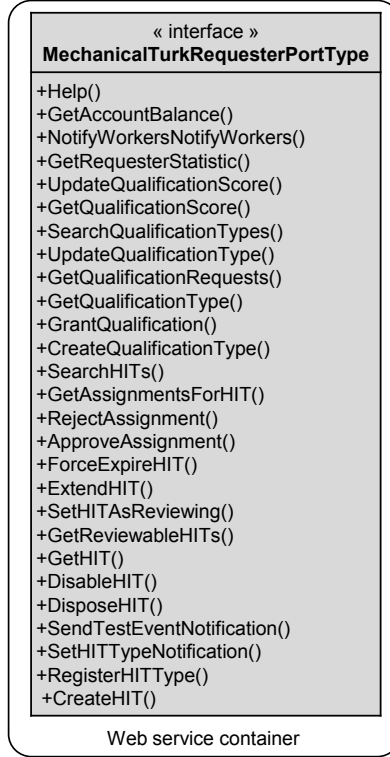 « interface »
MechanicalTurkRequesterPortType
+Help()
+GetAccountBalance()
+NotifyWorkersNotifyWorkers()
+GetRequesterStatistic()
+UpdateQualificationScore()
+GetQualificationScore()
+SearchQualificationTypes()
+UpdateQualificationType()
+GetQualificationRequests()
+GetQualificationType()
+GrantQualification()
+CreateQualificationType()
+SearchHITs()
+GetAssignmentsForHIT()
+RejectAssignment()
+ApproveAssignment()
+ForceExpireHIT()
+ExtendHIT()
+SetHITAsReviewing()
+GetReviewableHITs()
+GetHIT()
+DisableHIT()
+DisposeHIT()
+SendTestEventNotification()
+SetHITTypeNotification()
+RegisterHITType()
+CreateHIT()
Web service container